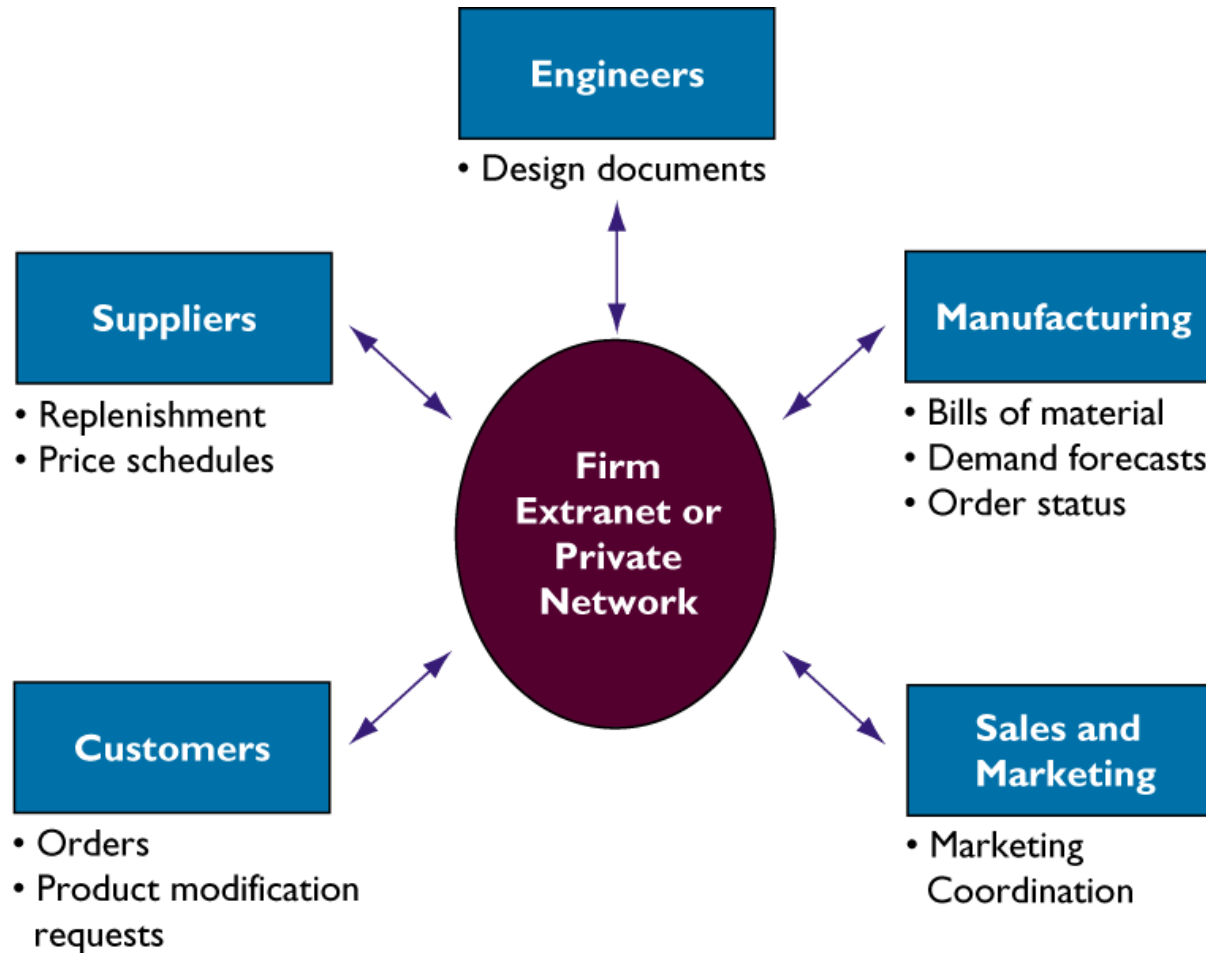 Engineers
• Design documents
Suppliers
• Replenishment
• Price schedules
Manufacturing
• Bills of material
• Demand forecasts
• Order status
Firm
Extranet or
Private
Network
Customers
• Orders
• Product modification
requests
Sales and
Marketing
• Marketing
Coordination